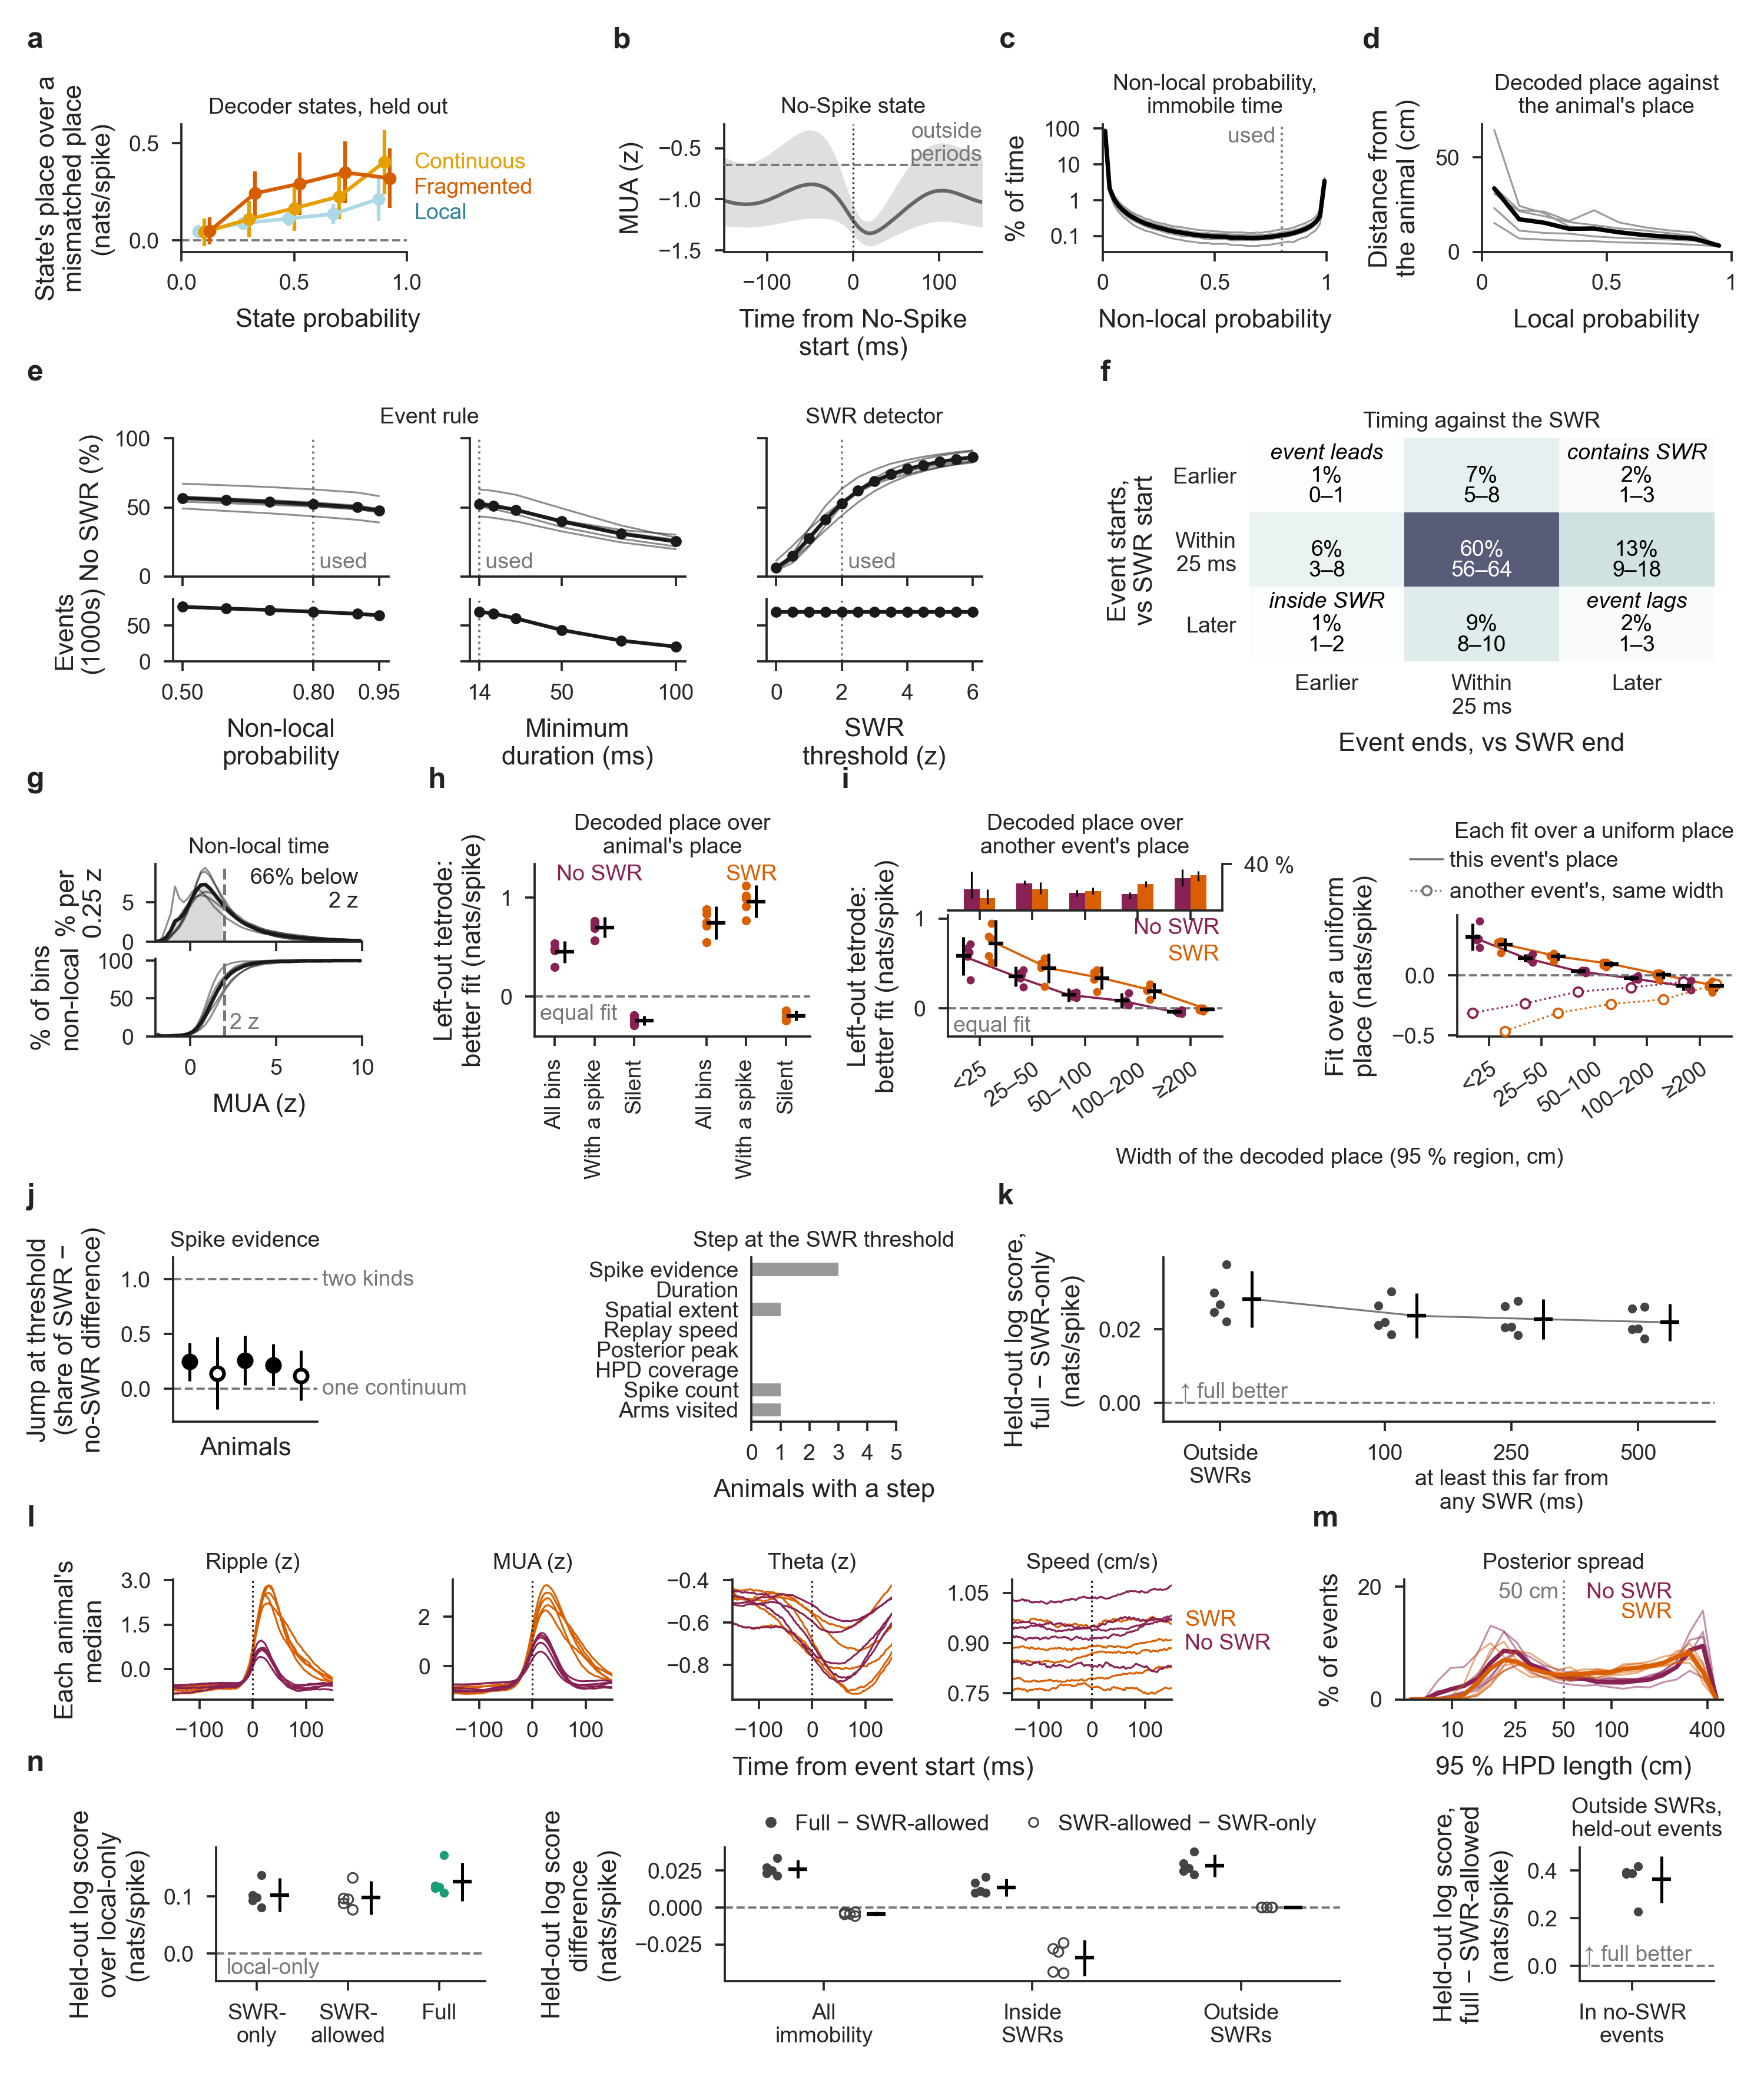 a
State's place over a
mismatched place
(nats/spike)
Decoder states, held out
0.5
0.0
Continuous
Fragmented
Local
0.0
0.5
1.0
State probability
b
No-Spike state
MUA (z)
outside
periods
−0.5
−1.0
−1.5
−100
0
100
Time from No-Spike
start (ms)
c
Non-local probability,
immobile time
% of time
used
100
10
1
0.1
0
0.5
1
Non-local probability
d
Decoded place against
the animal's place
Distance from
the animal (cm)
50
0
0
0.5
1
Local probability
e
Event rule
SWR detector
No SWR (%)
100
50
0
used
used
used
Events
(1000s)
50
0
0.50
0.80
0.95
Non-local
probability
14
50
100
Minimum
duration (ms)
0
2
4
6
SWR
threshold (z)
f
Timing against the SWR
Event starts,
vs SWR start
Earlier
event leads
1%
0–1
7%
5–8
contains SWR
2%
1–3
Within
25 ms
6%
3–8
60%
56–64
13%
9–18
Later
inside SWR
1%
1–2
9%
8–10
event lags
2%
1–3
Earlier
Within
25 ms
Later
Event ends, vs SWR end
g
Non-local time
% per
0.25 z
5
0
66% below
2 z
% of bins
non-local
100
50
0
2 z
0
5
10
MUA (z)
h
Decoded place over
animal's place
Left-out tetrode:
better fit (nats/spike)
No SWR
SWR
1
0
equal fit
All bins
With a spike
Silent
All bins
With a spike
Silent
i
Decoded place over
another event's place
Left-out tetrode:
better fit (nats/spike)
40 %
No SWR
SWR
1
0
equal fit
<25
25–50
50–100
100–200
≥200
Each fit over a uniform place
this event's place
another event's, same width
Fit over a uniform
place (nats/spike)
0.0
−0.5
<25
25–50
50–100
100–200
≥200
Width of the decoded place (95 % region, cm)
j
Spike evidence
Jump at threshold
(share of SWR −
no-SWR difference)
1.0
0.5
0.0
two kinds
one continuum
Animals
Step at the SWR threshold
Spike evidence
Duration
Spatial extent
Replay speed
Posterior peak
HPD coverage
Spike count
Arms visited
0
1
2
3
4
5
Animals with a step
k
Held-out log score,
full − SWR-only
(nats/spike)
0.02
0.00
↑ full better
Outside
SWRs
100
250
500
at least this far from
any SWR (ms)
l
Each animal's
median
Ripple (z)
3.0
1.5
0.0
−100
0
100
MUA (z)
2
0
−100
0
100
Theta (z)
−0.4
−0.6
−0.8
−100
0
100
Speed (cm/s)
1.05
0.90
0.75
−100
0
100
SWR
No SWR
Time from event start (ms)
m
Posterior spread
% of events
20
0
50 cm
No SWR
SWR
10
25
50
100
400
95 % HPD length (cm)
n
Held-out log score
over local-only
(nats/spike)
0.1
0.0
local-only
SWR-
only
SWR-
allowed
Full
Held-out log score
difference
(nats/spike)
Full − SWR-allowed
SWR-allowed − SWR-only
0.025
0.000
−0.025
All
immobility
Inside
SWRs
Outside
SWRs
Outside SWRs,
held-out events
Held-out log score,
full − SWR-allowed
(nats/spike)
0.4
0.2
0.0
↑ full better
In no-SWR
events